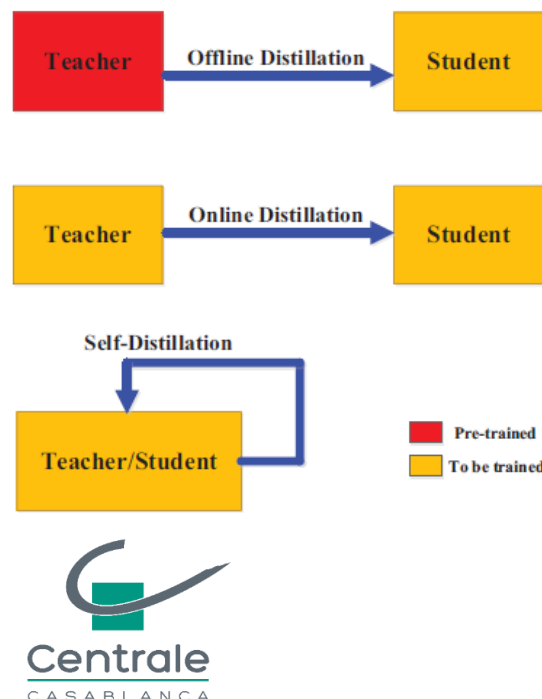 Teacher
Offline Distillation
Student
Teacher
Online Distillation
Student
Self-Distillation
Teacher/Student
Pre-trained
To be trained
Centrale
CASABLANCA